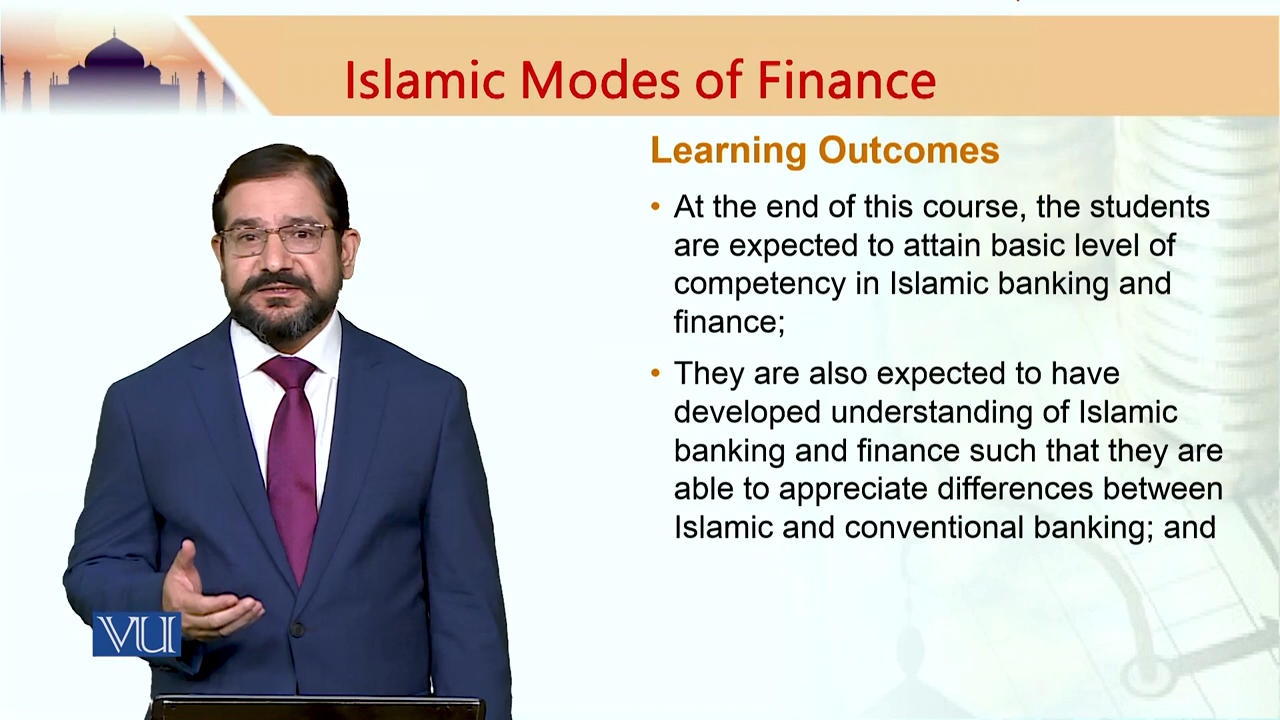 Islamic Modes of Finance
Learning Outcomes
• At the end of this course, the students
are expected to attain basic level of
competency in Islamic banking and
finance;
• They are also expected to have
developed understanding of Islamic
banking and finance such that they are
able to appreciate differences between
Islamic and conventional banking; and
VU